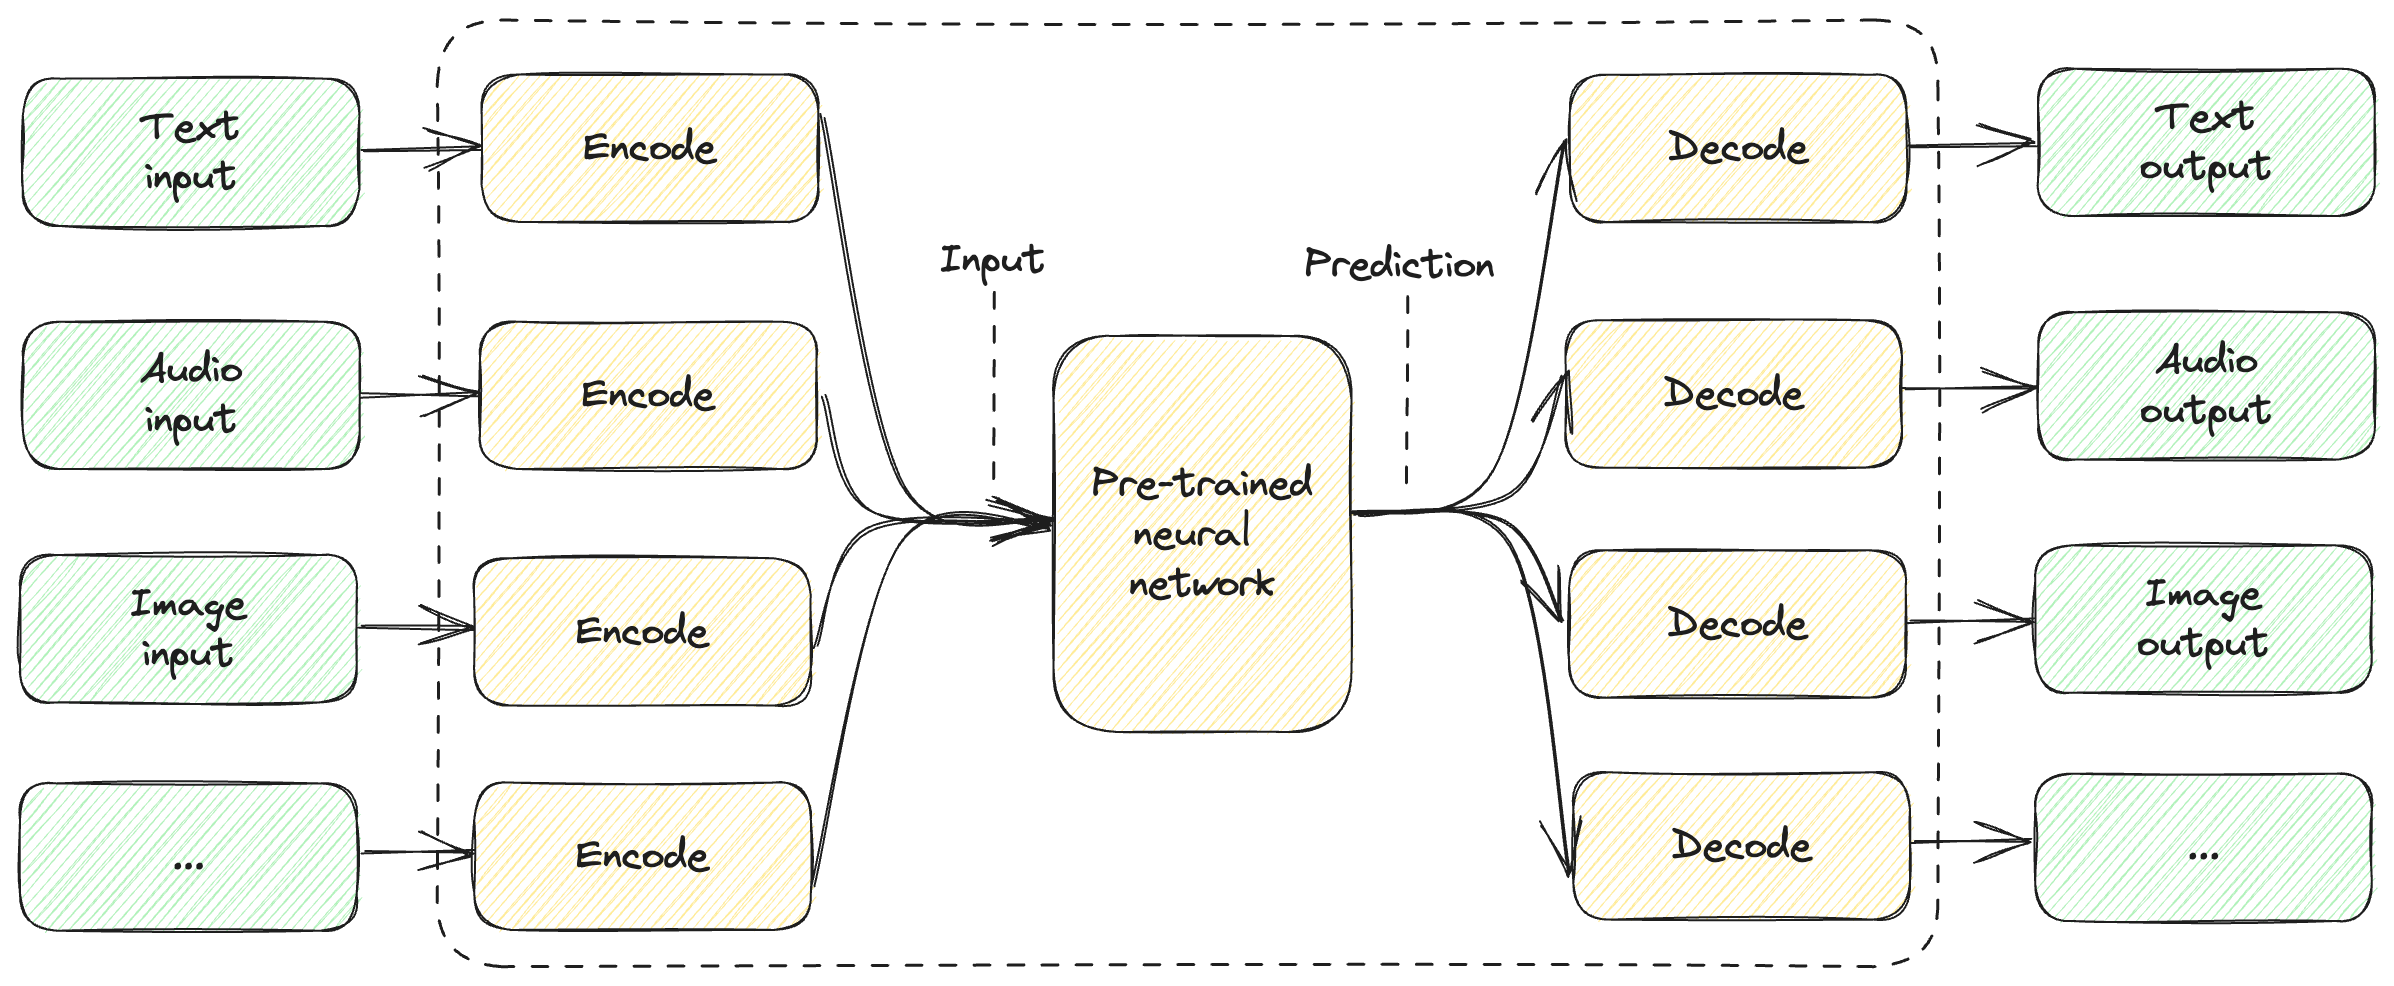 Text
input
Encode
Decode
Text
output
Input
Prediction
Audio
input
Encode
Decode
Audio
output
Pre-trained
neural
network
Image
input
Encode
Decode
Image
output
...
Encode
Decode
...